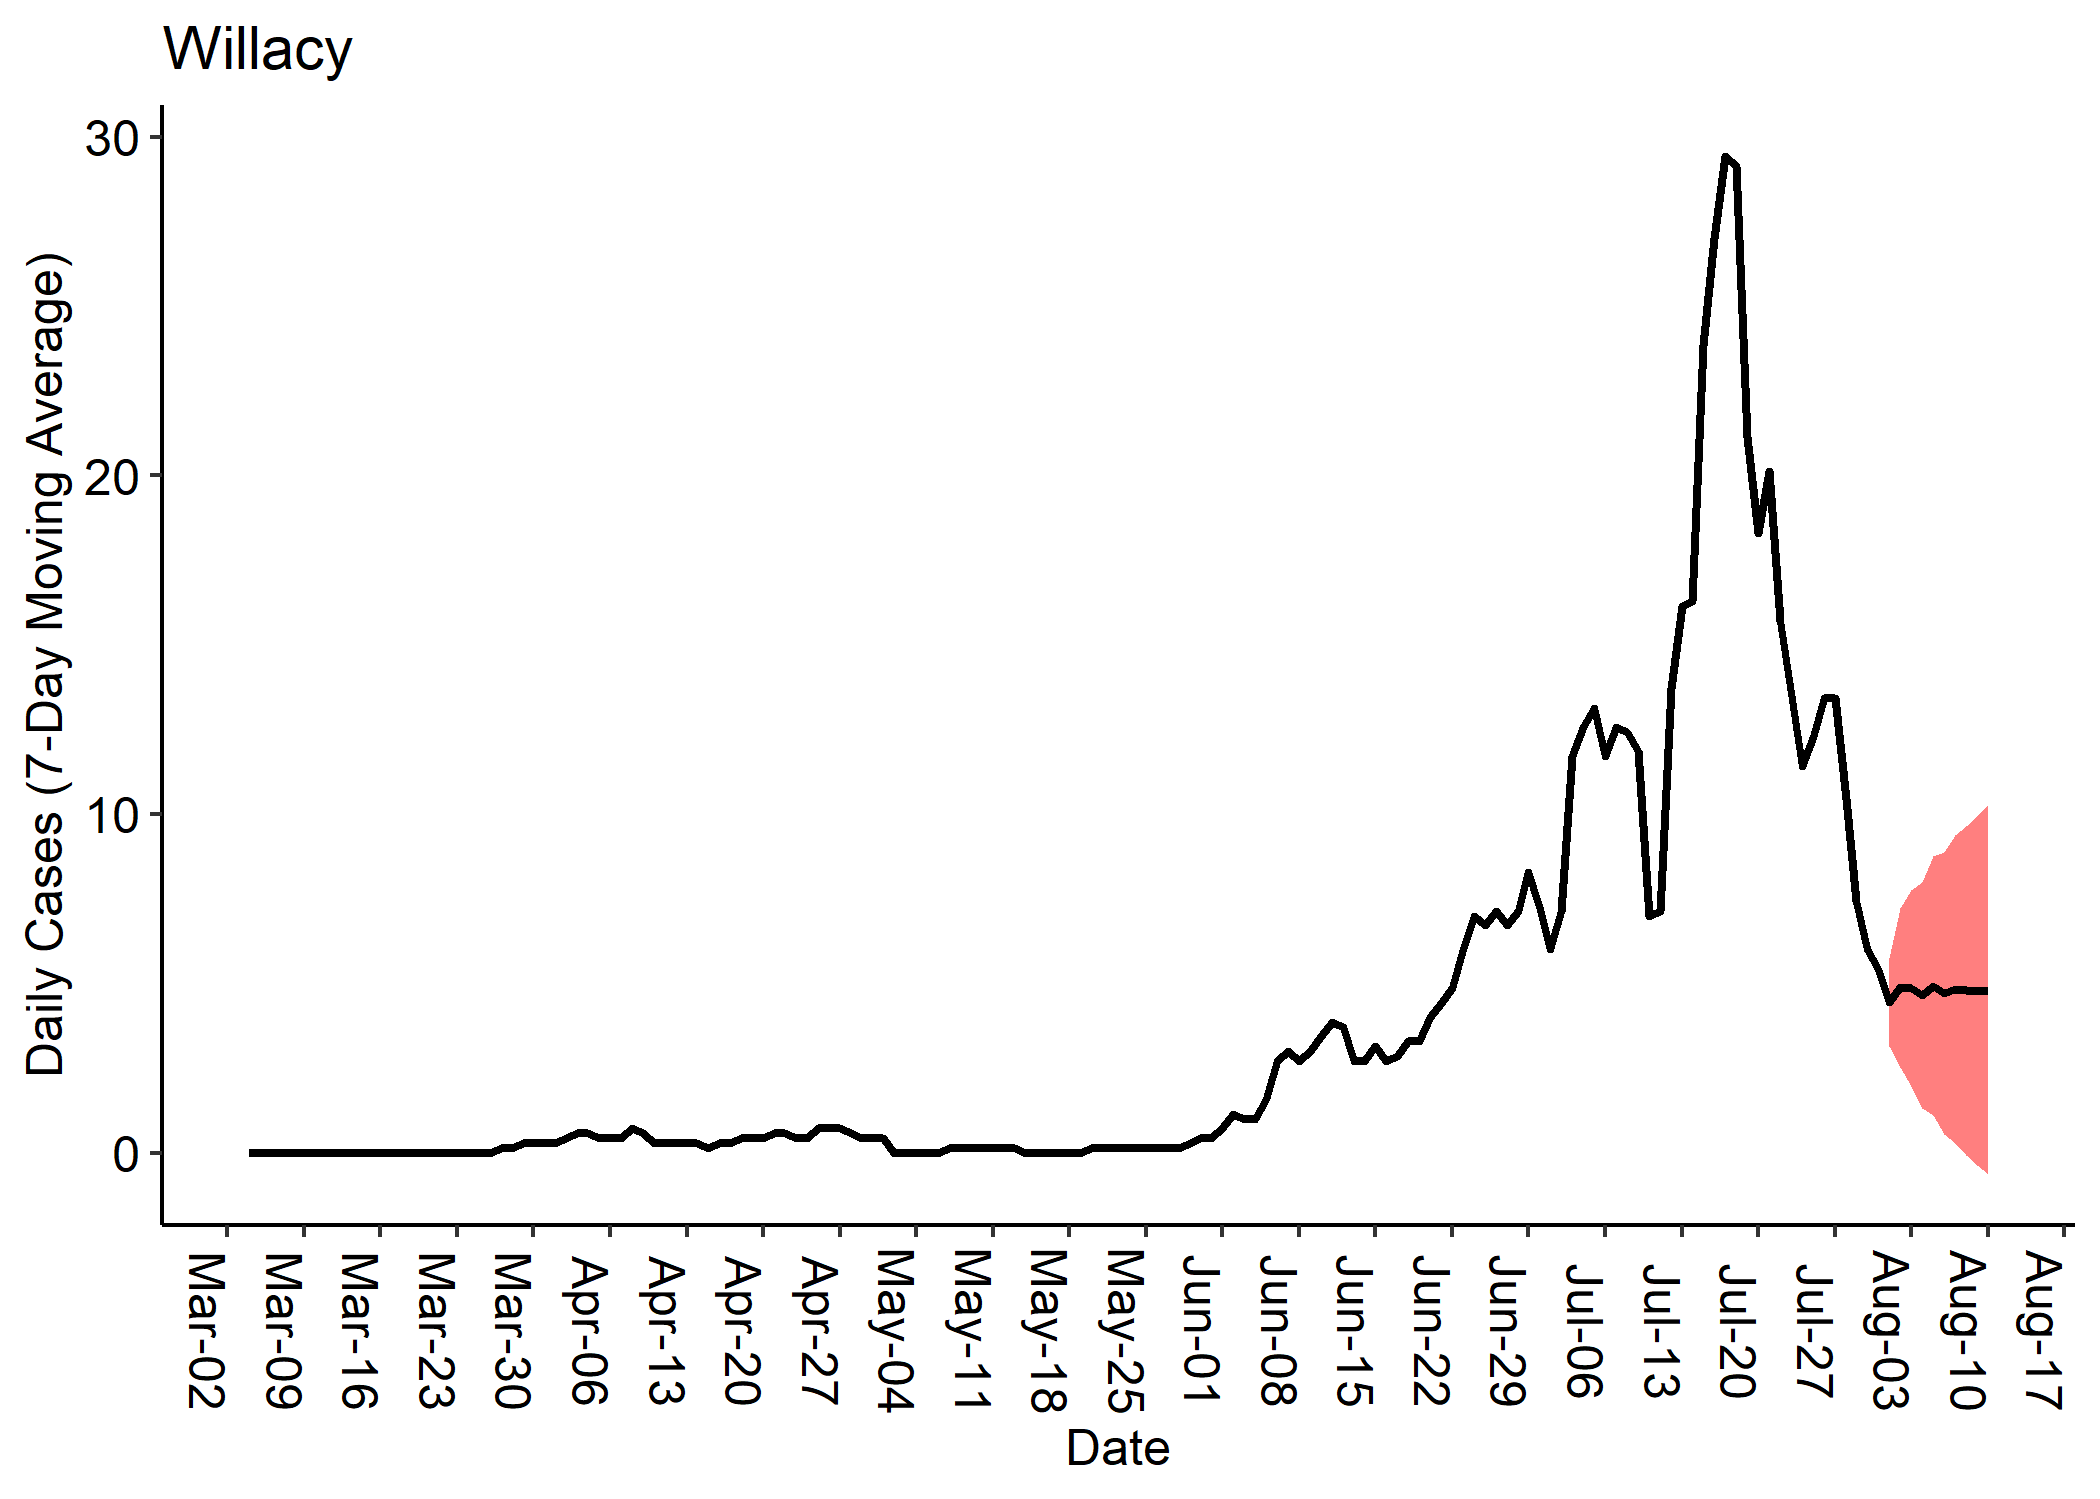 Willacy
Daily Cases (7-Day Moving Average)
30
20
10
0
Mar-02
Mar-09
Mar-16
Mar-23
Mar-30
Apr-06
Apr-13
Apr-20
Apr-27
May-04
May-11
May-18
May-25
Jun-01
Jun-08
Jun-15
Jun-22
Jun-29
Jul-06
Jul-13
Jul-20
Jul-27
Aug-03
Aug-10
Aug-17
Date